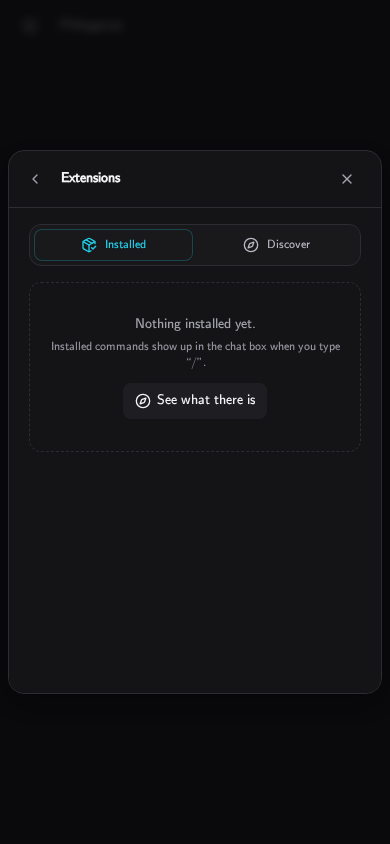 Extensions
Installed
Discover
Nothing installed yet.
Installed commands show up in the chat box when you type
“/”.
See what there is